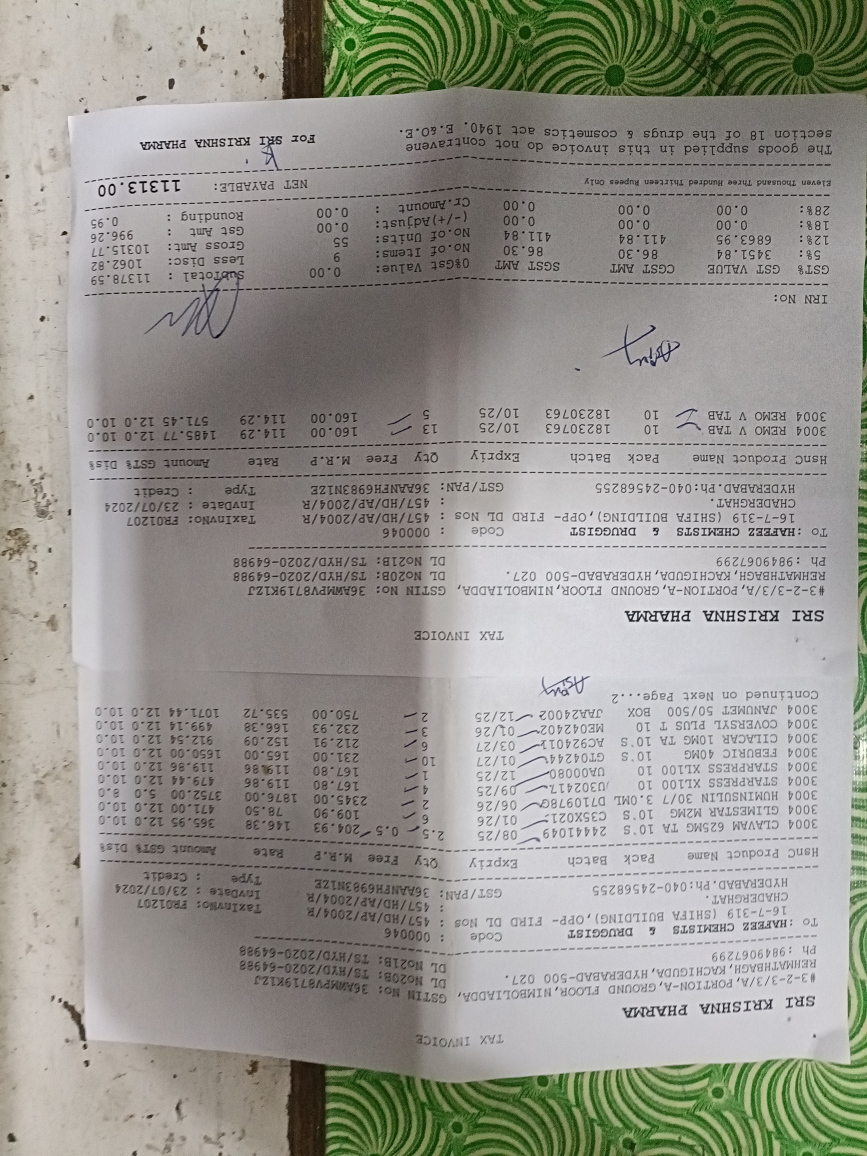 TAX INVOICE
SRI KRISHNA PHARMA
#3-2-3/3/A, PORTION-A, GROUND FLOOR, NIMBOLIADDA, GSTIN No: 36AWMPV8719K1ZJ
REHMATHBAGH, KACHIGUDA, HYDERABAD-500 027. DL No20B: TS/HYD/2020-64988
Ph :9849067299 DL No21B: TS/HYD/2020-64988
To :HAFEEZ CHEMISTS & DRUGGIST Code : 000046
16-7-319 (SHIFA BUILDING),OPP- FIRD DL Nos : 457/HD/AP/2004/R TaxInvNo: FR01207
CHADERGHAT. : 457/HD/AP/2004/R InvDate : 23/07/2024
HYDERABAD.Ph:040-24568255 GST/PAN: 36AANFH6983N1ZE Type : Credit
HsnC Product Name Pack Batch Expriy Qty Free M.R.P Rate Amount GST% Dis%
3004 CLAVAM 625MG TA 10'S 24441049 08/25 2.5 0.5 204.93 146.38 365.95 12.0 10.0
3004 GLIMESTAR M2MG 10'S C35X021 01/26 6 109.90 78.50 471.00 12.0 10.0
3004 HUMINSULIN 30/7 3.0ML D710978G 06/26 2 2345.00 1876.00 3752.00 5.0 8.0
3004 STARPRESS XL100 10 U302417 09/25 4 167.80 119.86 479.44 12.0 10.0
3004 STARPRESS XL100 10 UA00080 12/25 1 167.80 119.86 119.86 12.0 10.0
3004 FEBURIC 40MG 10'S GT04244 01/27 10 231.00 165.00 1650.00 12.0 10.0
3004 CILACAR 10MG TA 10'S AC924011 03/27 6 212.91 152.09 912.54 12.0 10.0
3004 COVERSYL PLUS T 10 ME042402 01/26 3 232.93 166.38 499.14 12.0 10.0
3004 JANUMET 50/500 BOX JAA24002 12/25 2 750.00 535.72 1071.44 12.0 10.0
Continued on Next Page...2
TAX INVOICE
SRI KRISHNA PHARMA
#3-2-3/3/A, PORTION-A, GROUND FLOOR, NIMBOLIADDA, GSTIN No: 36AWMPV8719K1ZJ
REHMATHBAGH, KACHIGUDA, HYDERABAD-500 027. DL No20B: TS/HYD/2020-64988
Ph :9849067299 DL No21B: TS/HYD/2020-64988
To :HAFEEZ CHEMISTS & DRUGGIST Code : 000046
16-7-319 (SHIFA BUILDING),OPP- FIRD DL Nos : 457/HD/AP/2004/R TaxInvNo: FR01207
CHADERGHAT. : 457/HD/AP/2004/R InvDate : 23/07/2024
HYDERABAD.Ph:040-24568255 GST/PAN: 36AANFH6983N1ZE Type : Credit
HsnC Product Name Pack Batch Expriy Qty Free M.R.P Rate Amount GST% Dis%
3004 REMO V TAB 10 18230763 10/25 13 160.00 114.29 1485.77 12.0 10.0
3004 REMO V TAB 10 18230763 10/25 5 160.00 114.29 571.45 12.0 10.0
IRN No:
GST% GST VALUE CGST AMT SGST AMT 0%Gst Value: 0.00 SubTotal : 11378.59
5%: 3451.84 86.30 86.30 No.of Items: 9 Less Disc: 1062.82
12%: 6863.95 411.84 411.84 No.of Units: 55 Gross Amt: 10315.77
18%: 0.00 0.00 0.00 (-/+)Adjust: 0.00 Gst Amt : 996.26
28%: 0.00 0.00 0.00 Cr.Amount : 0.00 Rounding : 0.95
Eleven Thousand Three Hundred Thirteen Rupees Only NET PAYABLE: 11313.00
The goods supplied in this invoice do not contravene For SRI KRISHNA PHARMA
section 18 of the drugs & cosmetics act 1940. E.&O.E.